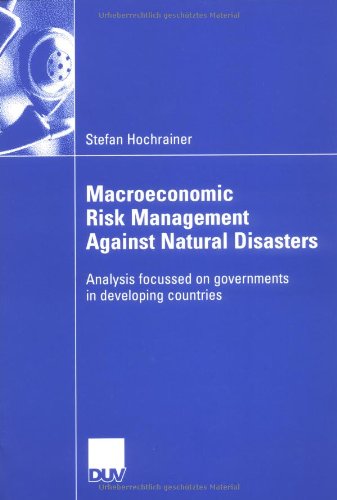 Urheberrechtlich geschütztes Material
Stefan Hochrainer
Macroeconomic
Risk Management
Against Natural Disasters
Analysis focussed on governments
in developing countries
DUV
Urheberrechtlich geschütztes Material